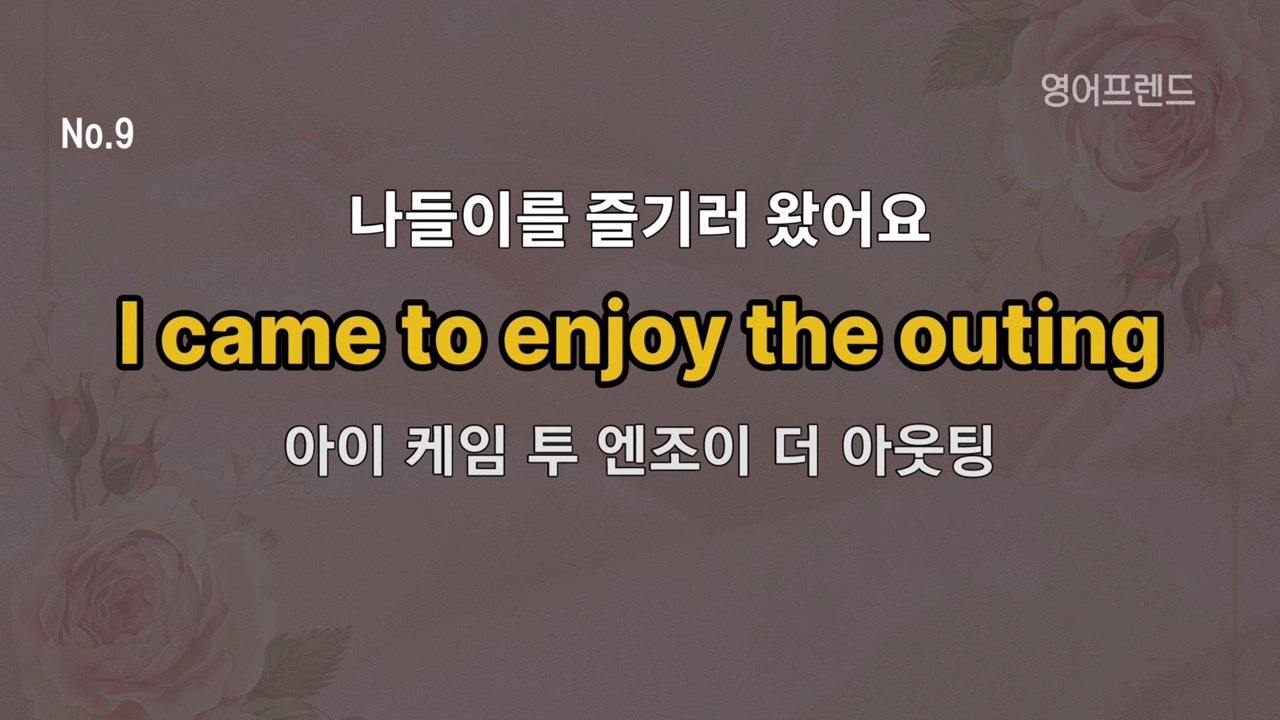 영어프렌드
No.9
나들이를 즐기러 왔어요
I came to enjoy the outing
아이 케임 투 엔조이 더 아웃팅